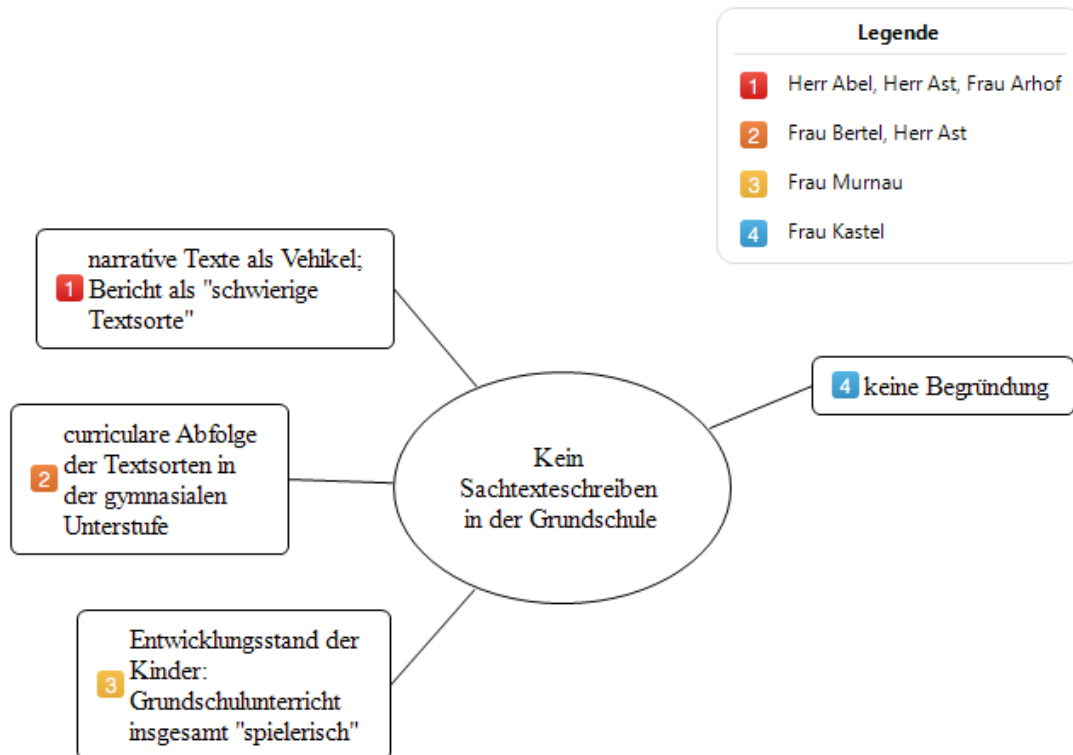 Legende
1 Herr Abel, Herr Ast, Frau Arhof
2 Frau Bertel, Herr Ast
3 Frau Murnau
4 Frau Kastel
narrative Texte als Vehikel;
1 Bericht als "schwierige
Textsorte"
4 keine Begründung
curriculare Abfolge
der Textsorten in
2 der gymnasialen
Unterstufe
Kein
Sachtexteschreiben
in der Grundschule
Entwicklungsstand der
Kinder:
3 Grundschulunterricht
insgesamt "spielerisch"